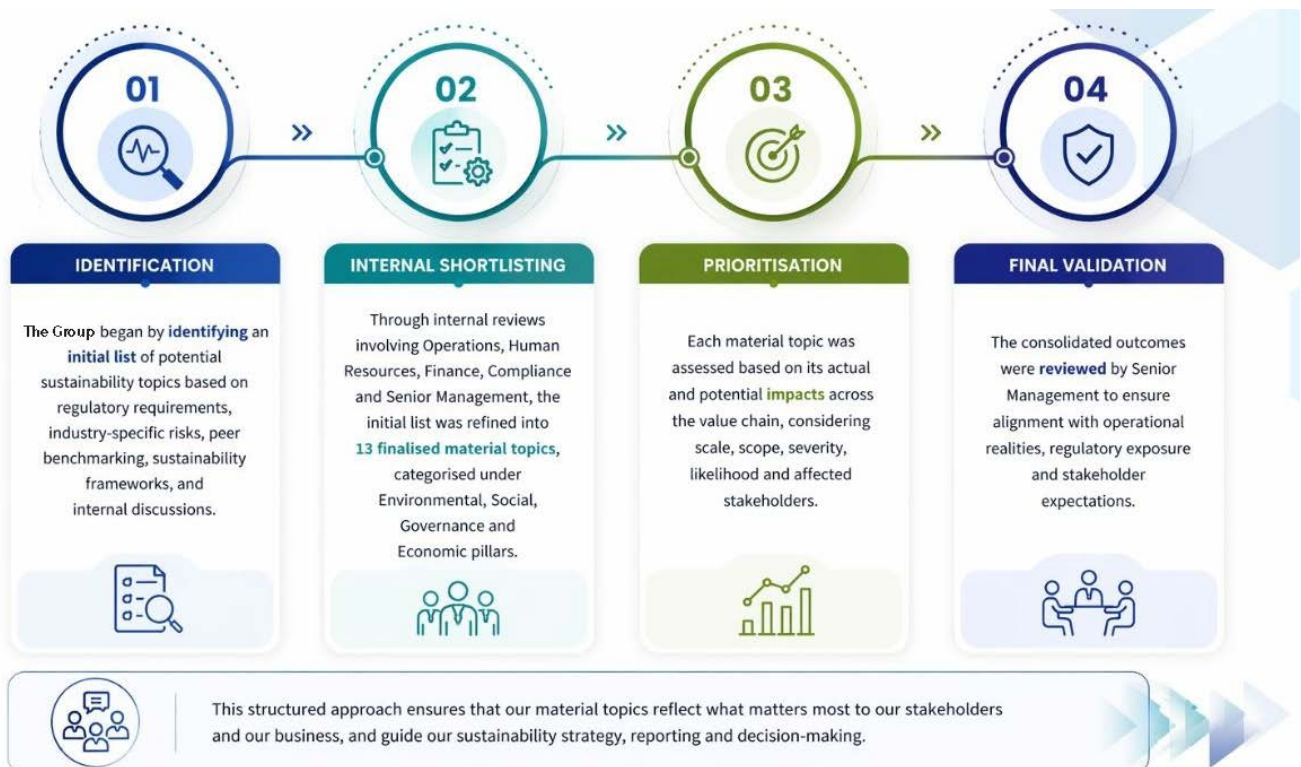 01
02
03
04
IDENTIFICATION
The Group began by identifying an
initial list of potential
sustainability topics based on
regulatory requirements,
industry-specific risks, peer
benchmarking, sustainability
frameworks, and
internal discussions.
INTERNAL SHORTLISTING
Through internal reviews
involving Operations, Human
Resources, Finance, Compliance
and Senior Management, the
initial list was refined into
13 finalised material topics,
categorised under
Environmental, Social,
Governance and
Economic pillars.
PRIORITISATION
Each material topic was
assessed based on its actual
and potential impacts across
the value chain, considering
scale, scope, severity,
likelihood and affected
stakeholders.
FINAL VALIDATION
The consolidated outcomes
were reviewed by Senior
Management to ensure
alignment with operational
realities, regulatory exposure
and stakeholder
expectations.
This structured approach ensures that our material topics reflect what matters most to our stakeholders
and our business, and guide our sustainability strategy, reporting and decision-making.